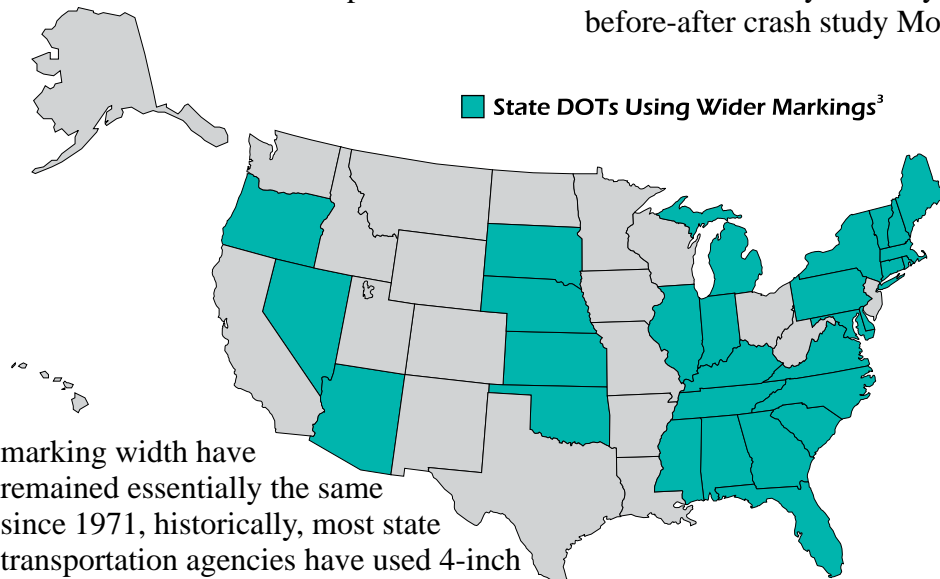 before-after crash study Mo
State DOTs Using Wider Markings³
marking width have
remained essentially the same
since 1971, historically, most state
transportation agencies have used 4-inch